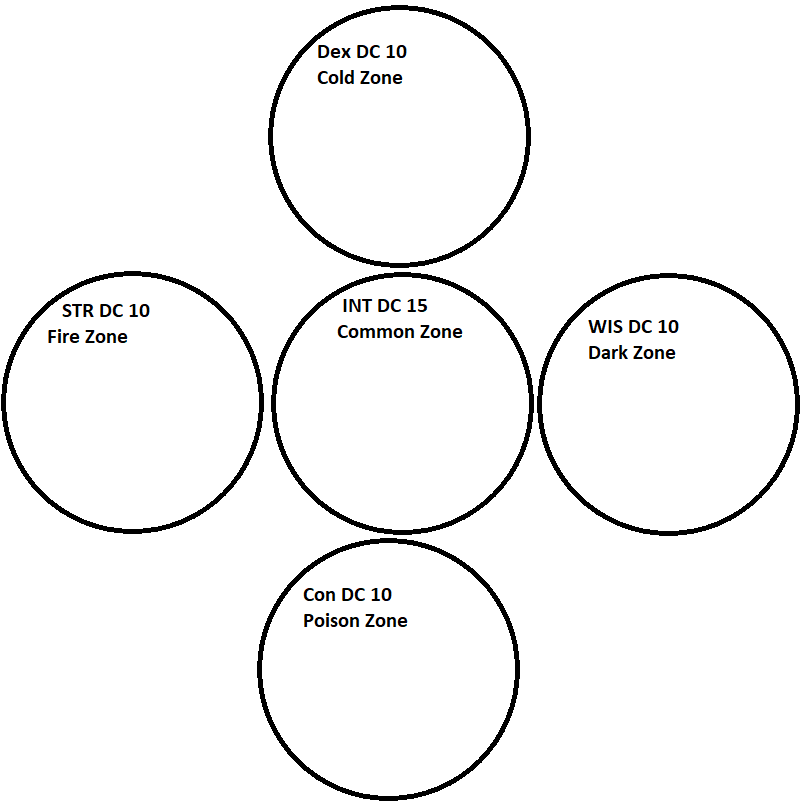 Dex DC 10
Cold Zone
STR DC 10
Fire Zone
INT DC 15
Common Zone
WIS DC 10
Dark Zone
Con DC 10
Poison Zone